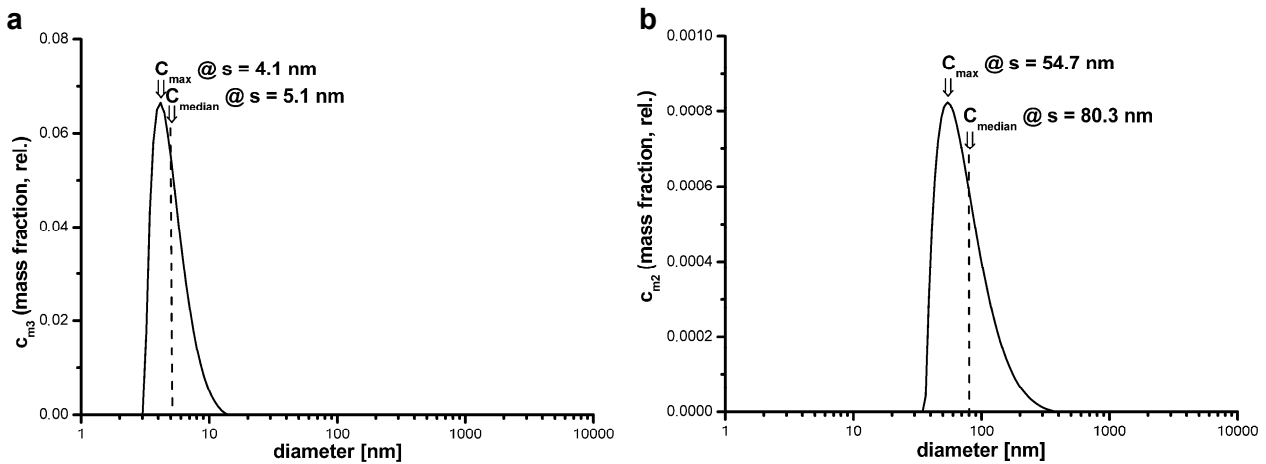 a
0.08
0.06
0.04
0.02
0.00
c_m3 (mass fraction, rel.)
C_max @ s = 4.1 nm
C_median @ s = 5.1 nm
1 10 100 1000 10000
diameter [nm]
b
0.0010
0.0008
0.0006
0.0004
0.0002
0.0000
c_m2 (mass fraction, rel.)
C_max @ s = 54.7 nm
C_median @ s = 80.3 nm
1 10 100 1000 10000
diameter [nm]